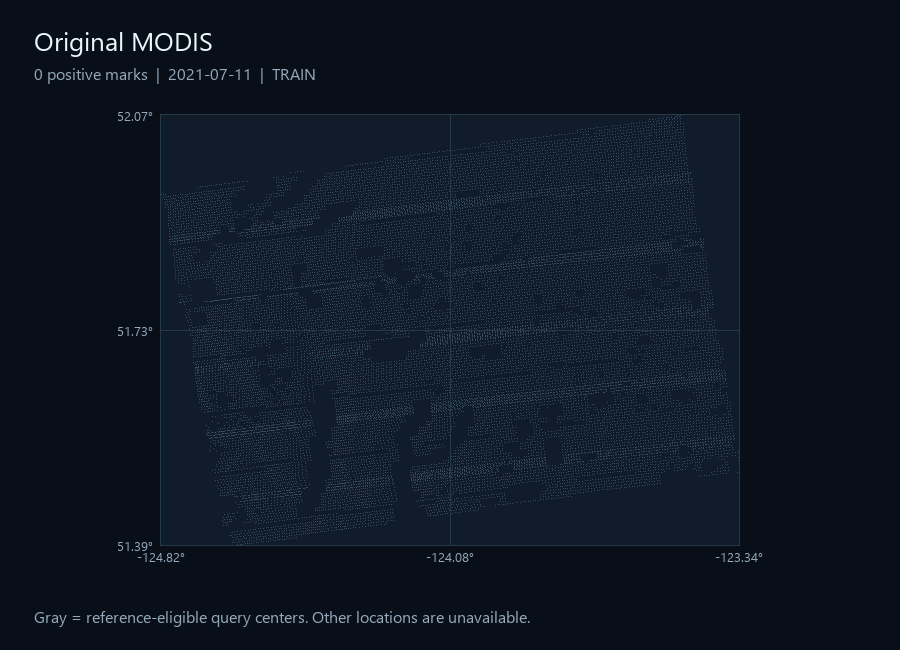 Original MODIS
0 positive marks | 2021-07-11 | TRAIN
52.07°
51.73°
51.39°
-124.82°
-124.08°
-123.34°
Gray = reference-eligible query centers. Other locations are unavailable.